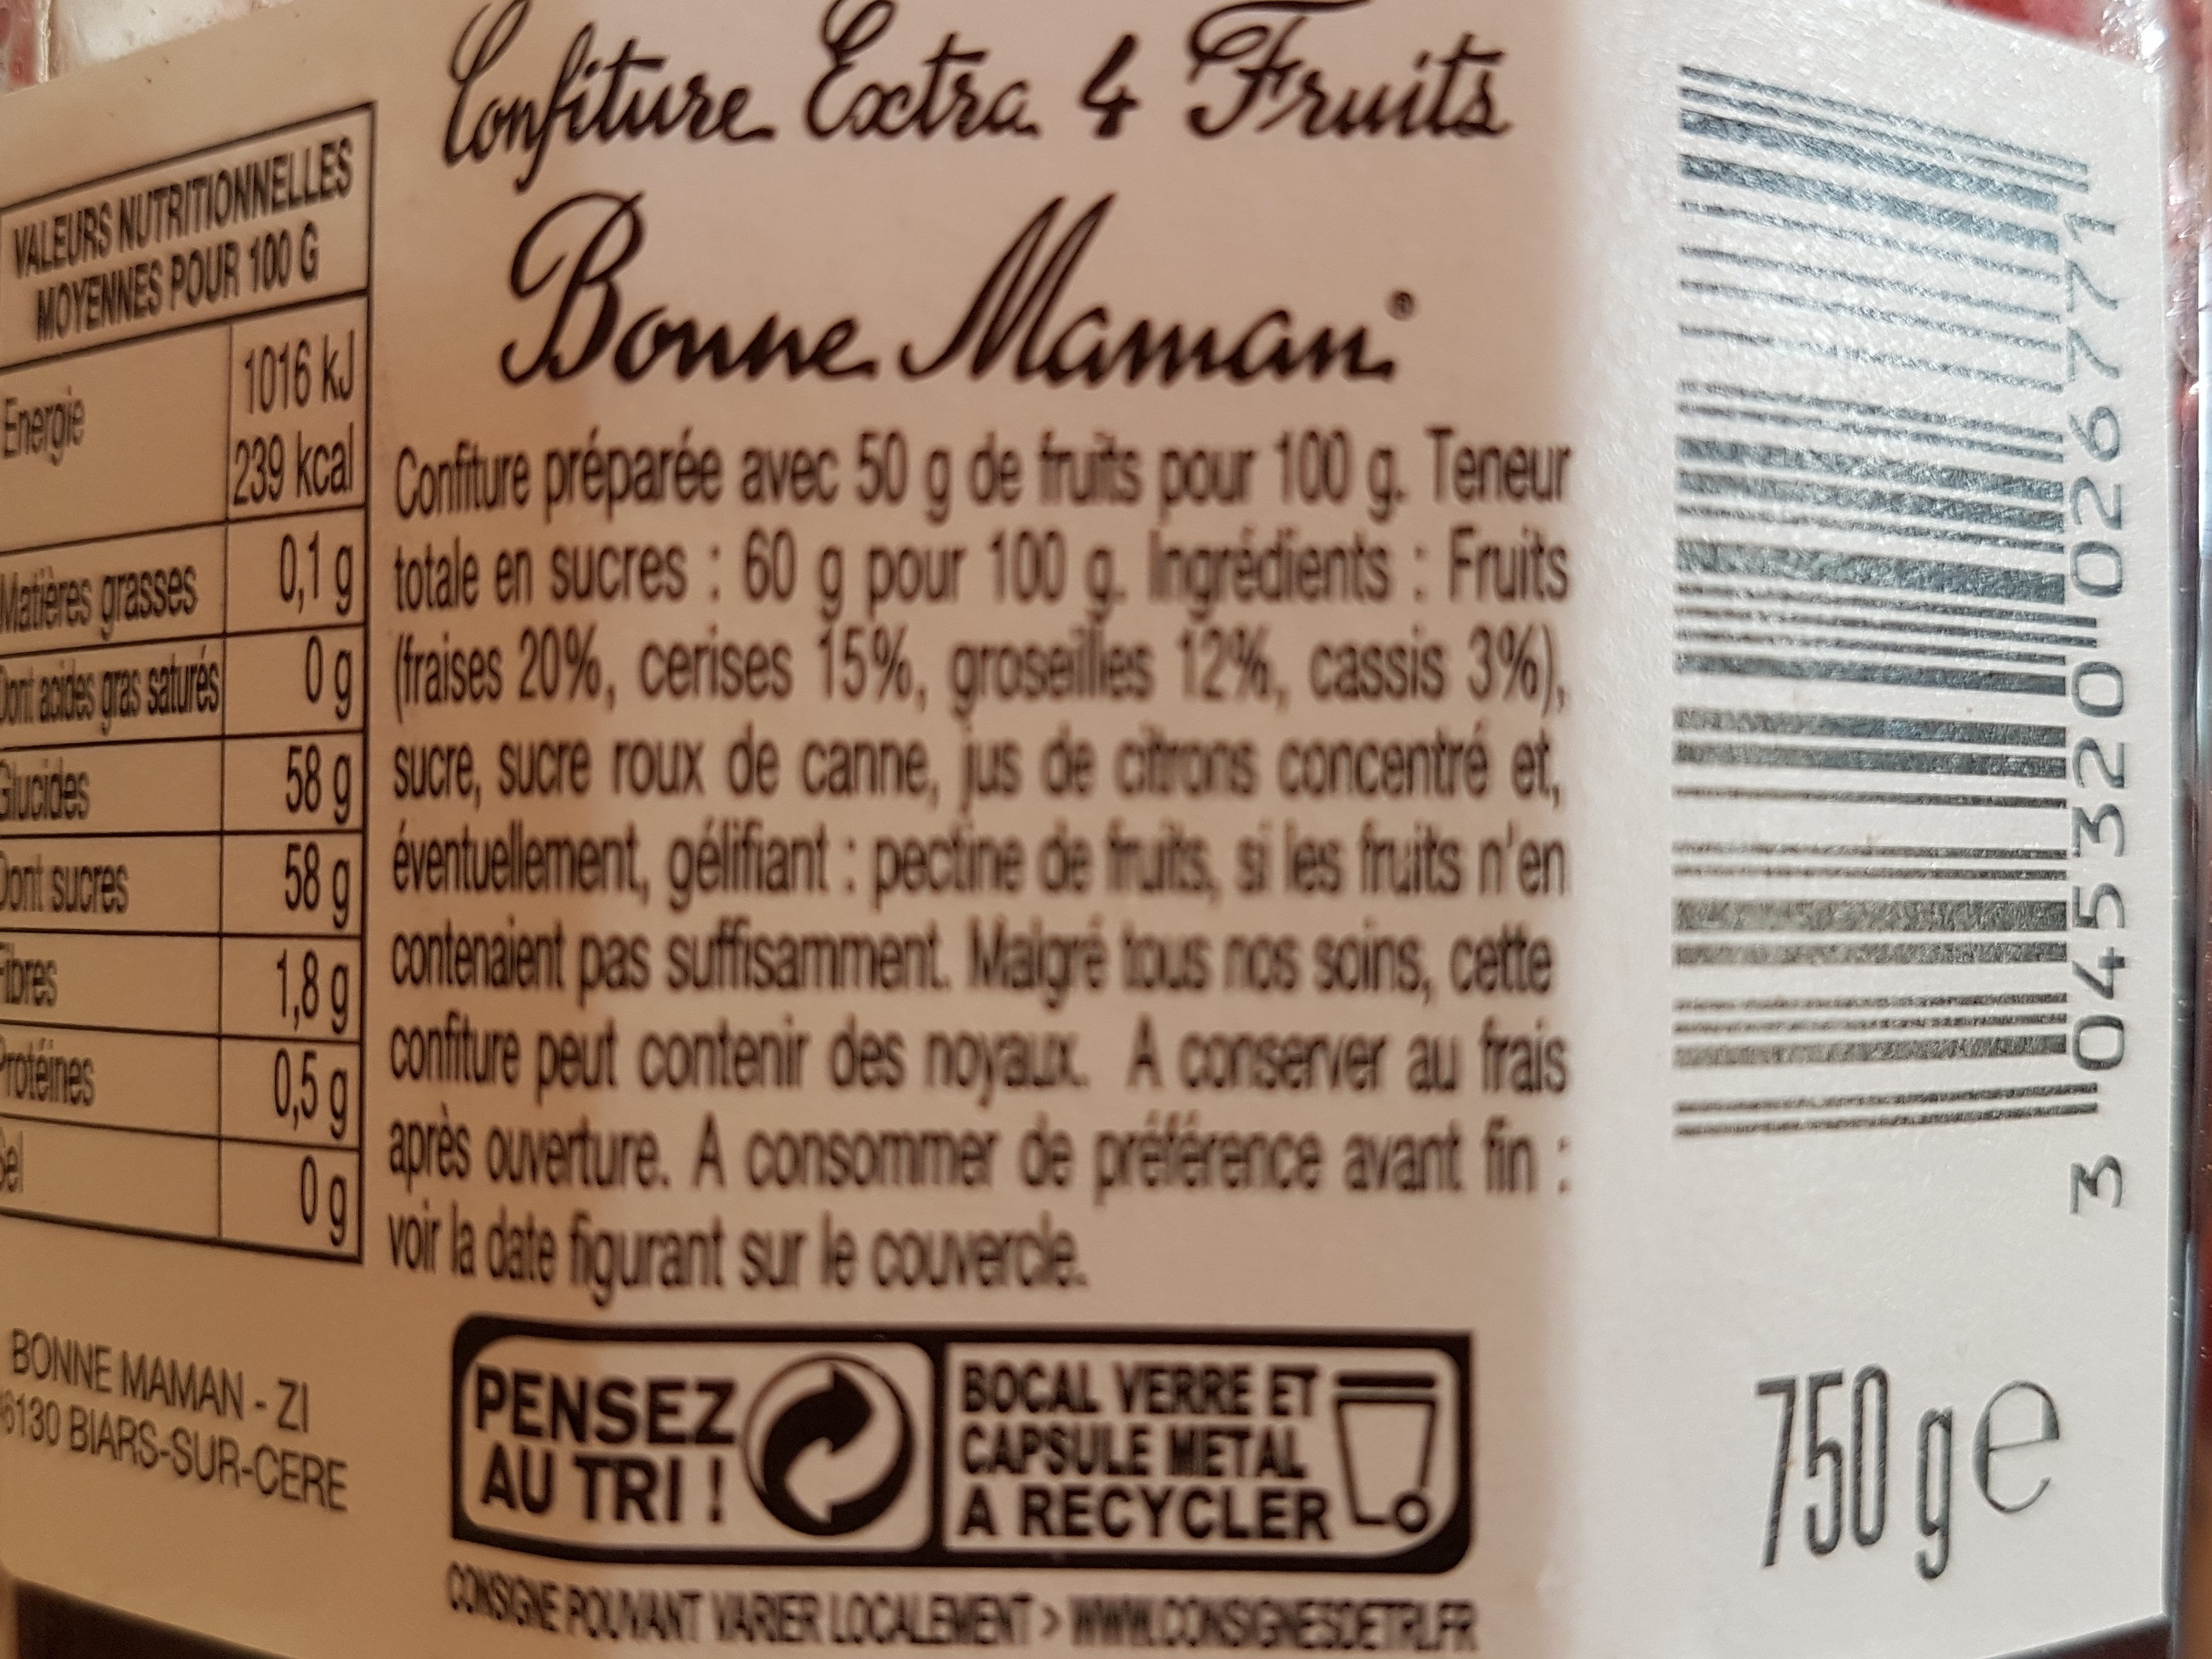 Confiture Extra 4 Fruits
Bonne Maman®
VALEURS NUTRITIONNELLES
MOYENNES POUR 100 G
Energie 1016 kJ
239 kcal
Matières grasses 0,1 g
Dont acides gras saturés 0 g
Glucides 58 g
Dont sucres 58 g
Fibres 1,8 g
Protéines 0,5 g
Sel 0 g
BONNE MAMAN - ZI
46130 BIARS-SUR-CERE
Confiture préparée avec 50 g de fruits pour 100 g. Teneur
totale en sucres : 60 g pour 100 g. Ingrédients : Fruits
(fraises 20%, cerises 15%, groseilles 12%, cassis 3%),
sucre, sucre roux de canne, jus de citrons concentré et,
éventuellement, gélifiant : pectine de fruits, si les fruits n'en
contenaient pas suffisamment. Malgré tous nos soins, cette
confiture peut contenir des noyaux. A conserver au frais
après ouverture. A consommer de préférence avant fin :
voir la date figurant sur le couvercle.
PENSEZ
AU TRI !
BOCAL VERRE ET
CAPSULE METAL
A RECYCLER
CONSIGNE POUVANT VARIER LOCALEMENT > WWW.CONSIGNESDETRI.FR
3 045320 026771
750 g e